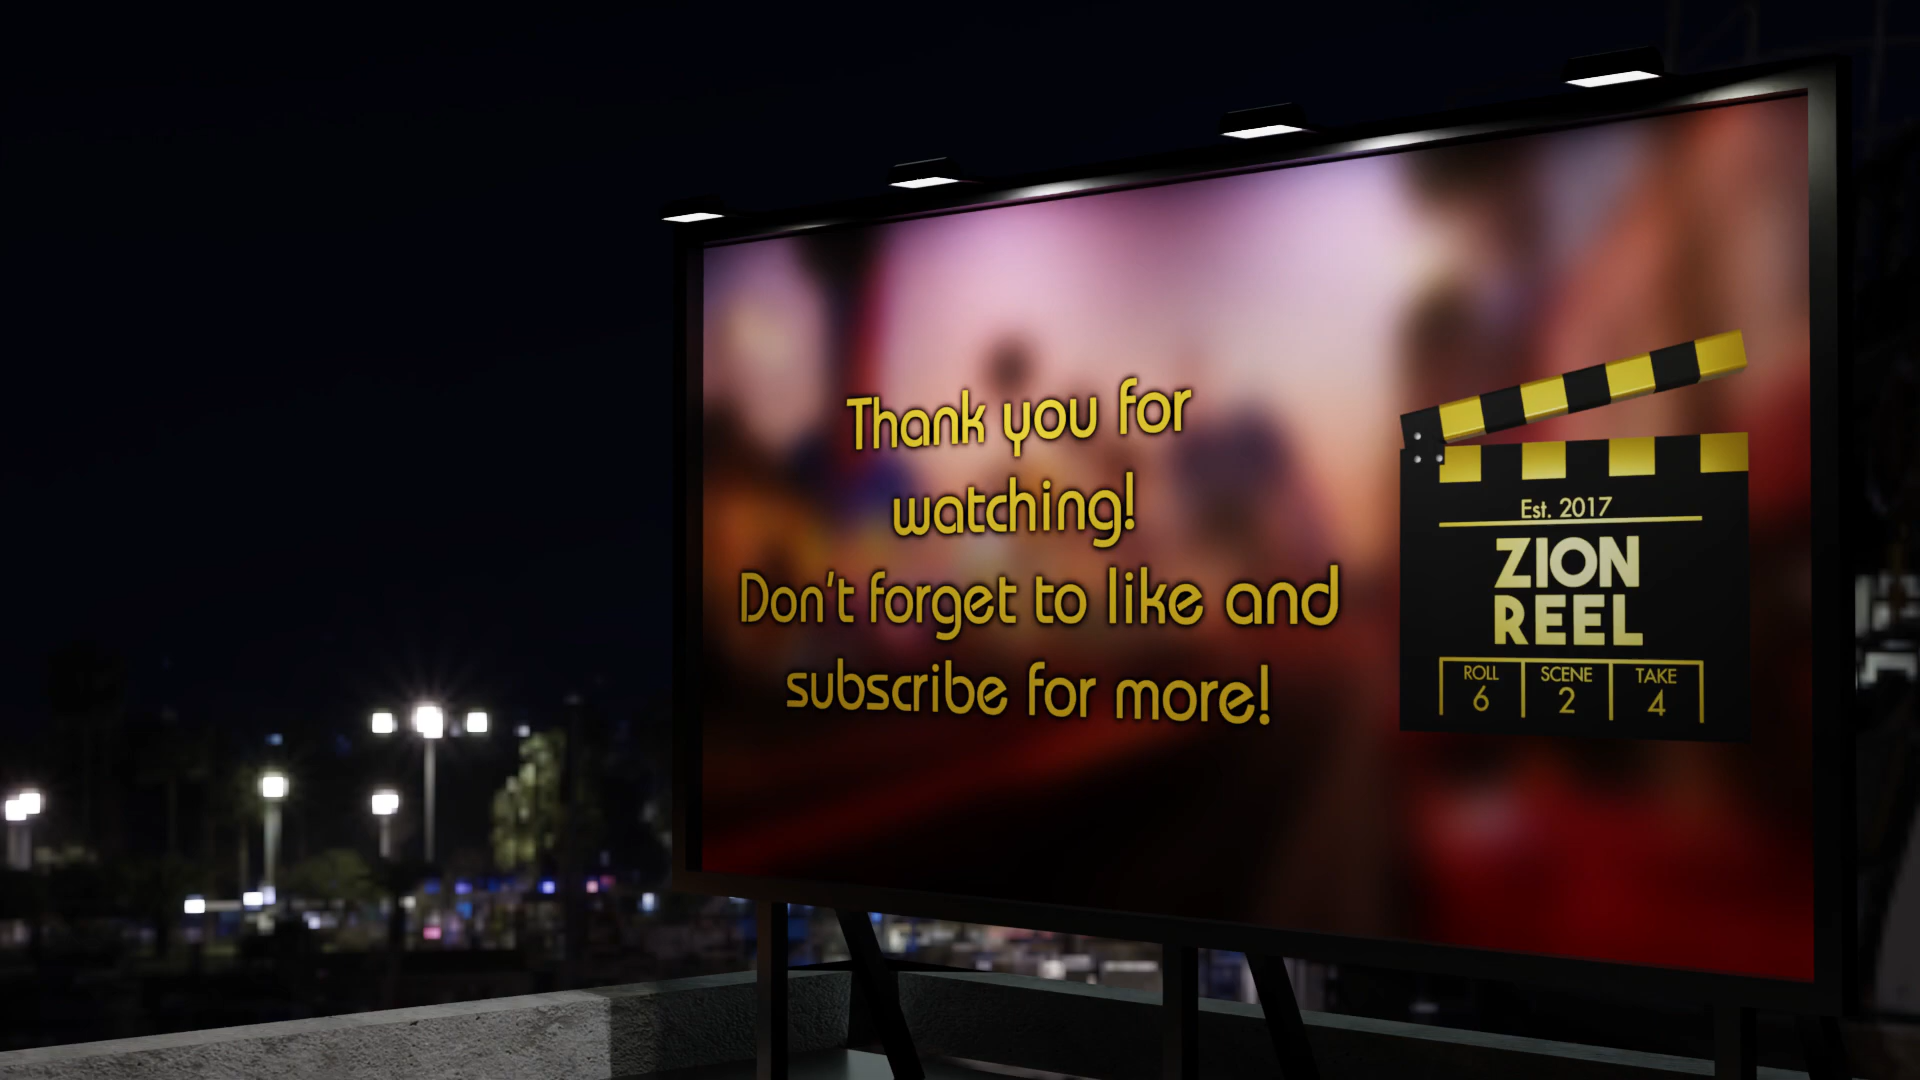 Thank you for
watching!
Don't forget to like and
subscribe for more!
Est. 2017
ZION
REEL
ROLL SCENE TAKE
6 2 4